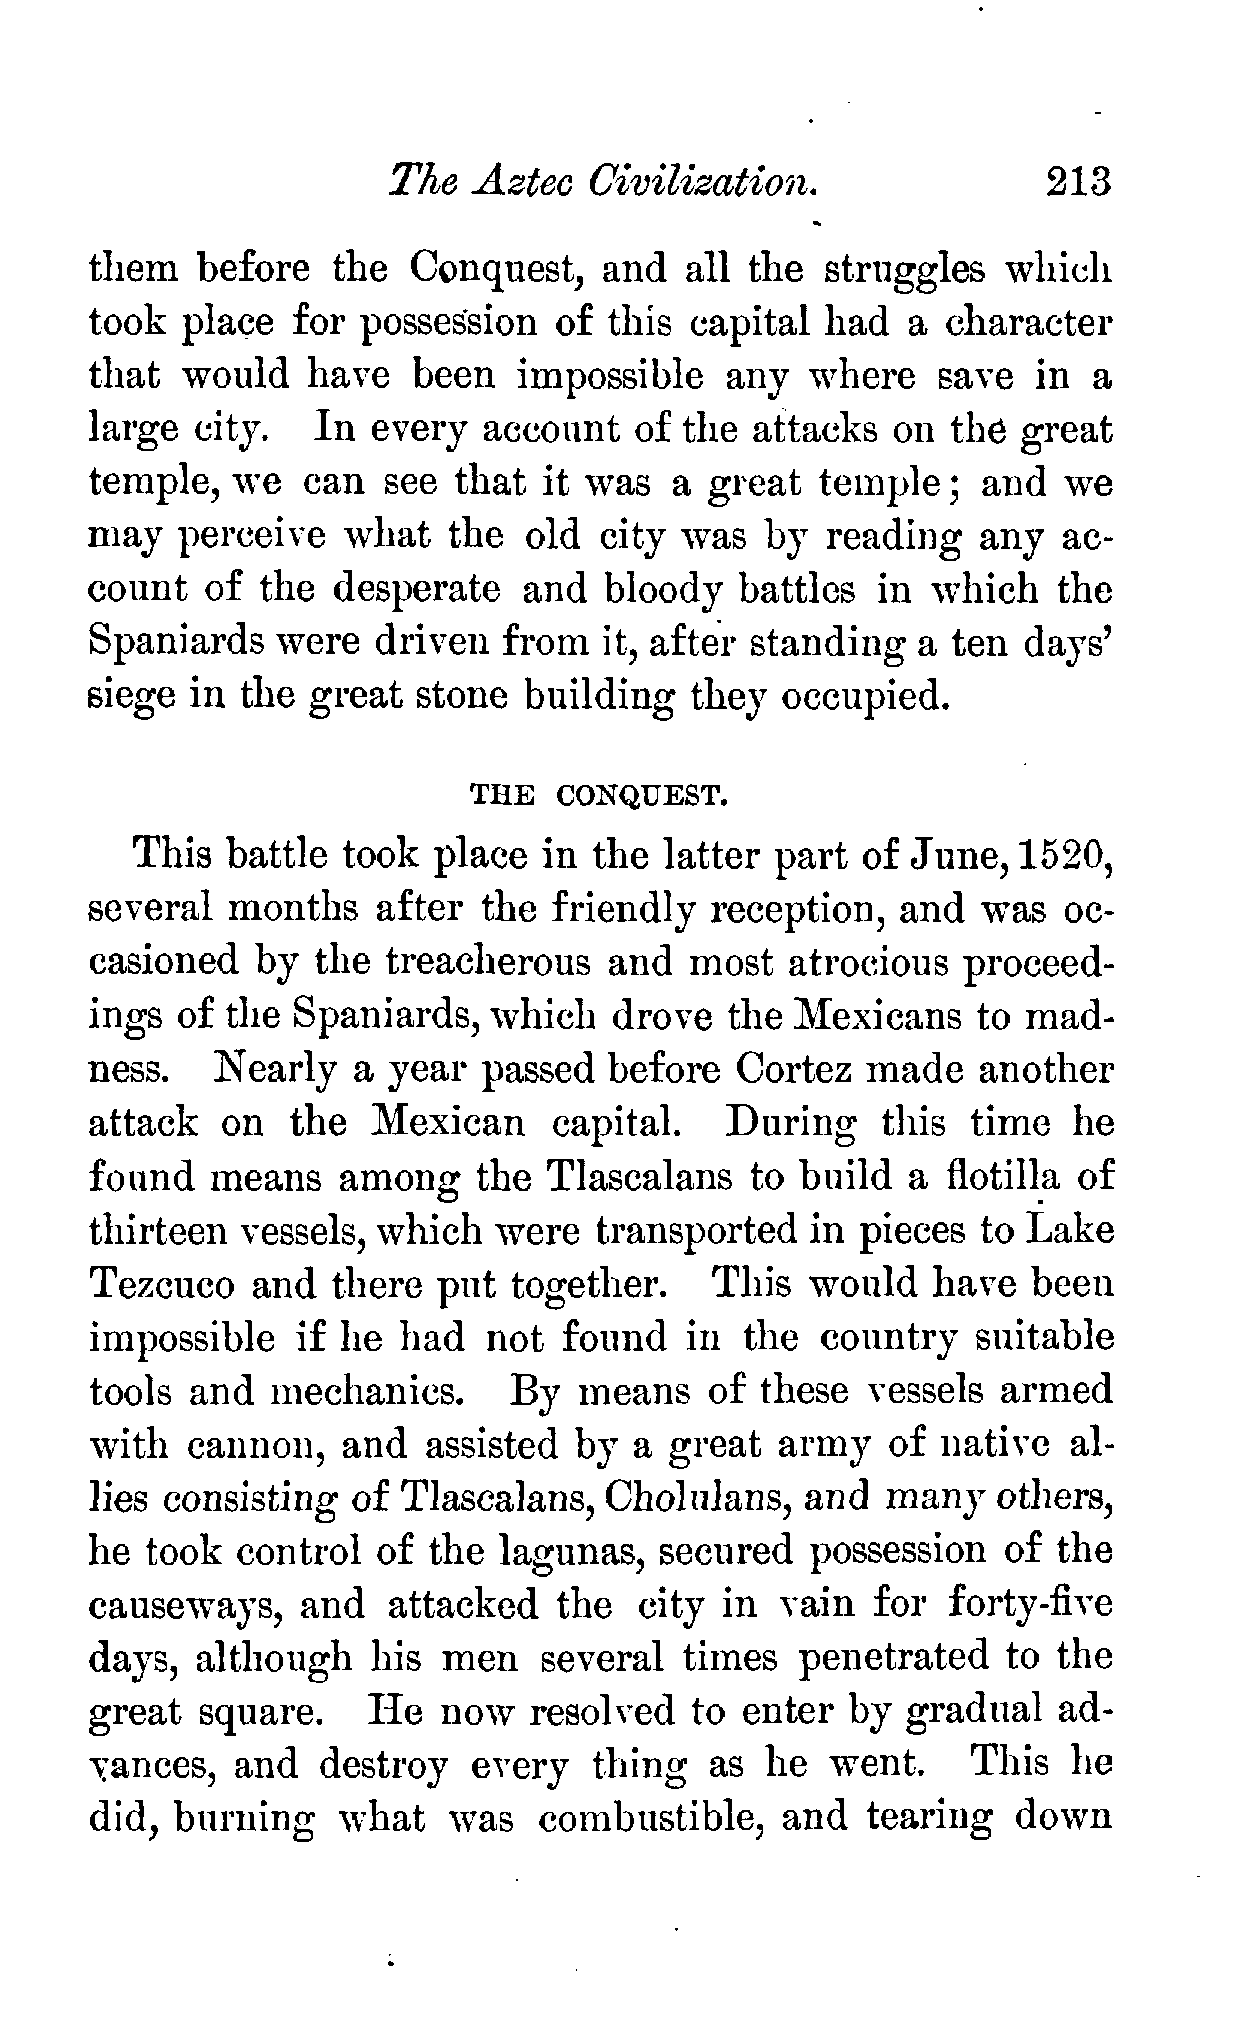 The Aztec Civilization. 213
them before the Conquest, and all the struggles which
took place for possession of this capital had a character
that would have been impossible any where save in a
large city. In every account of the attacks on the great
temple, we can see that it was a great temple; and we
may perceive what the old city was by reading any ac-
count of the desperate and bloody battles in which the
Spaniards were driven from it, after standing a ten days'
siege in the great stone building they occupied.
THE CONQUEST.
This battle took place in the latter part of June, 1520,
several months after the friendly reception, and was oc-
casioned by the treacherous and most atrocious proceed-
ings of the Spaniards, which drove the Mexicans to mad-
ness. Nearly a year passed before Cortez made another
attack on the Mexican capital. During this time he
found means among the Tlascalans to build a flotilla of
thirteen vessels, which were transported in pieces to Lake
Tezcuco and there put together. This would have been
impossible if he had not found in the country suitable
tools and mechanics. By means of these vessels armed
with cannon, and assisted by a great army of native al-
lies consisting of Tlascalans, Cholulans, and many others,
he took control of the lagunas, secured possession of the
causeways, and attacked the city in vain for forty-five
days, although his men several times penetrated to the
great square. He now resolved to enter by gradual ad-
vances, and destroy every thing as he went. This he
did, burning what was combustible, and tearing down